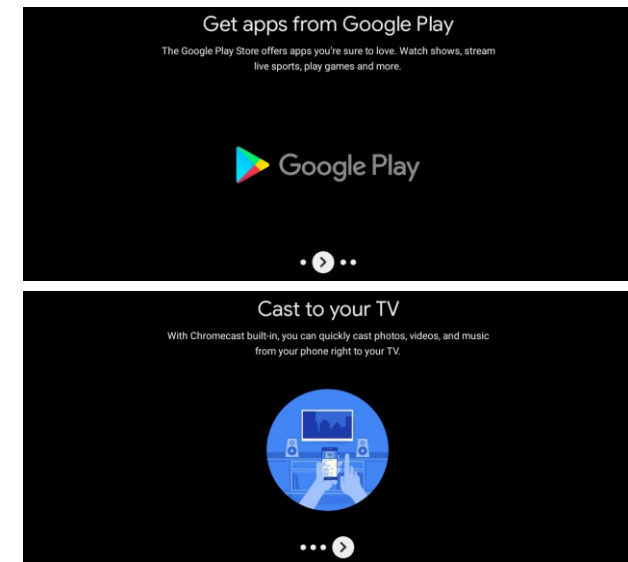 Get apps from Google Play
The Google Play Store offers apps you're sure to love. Watch shows, stream
live sports, play games and more.
Google Play
Cast to your TV
With Chromecast built-in, you can quickly cast photos, videos, and music
from your phone right to your TV.